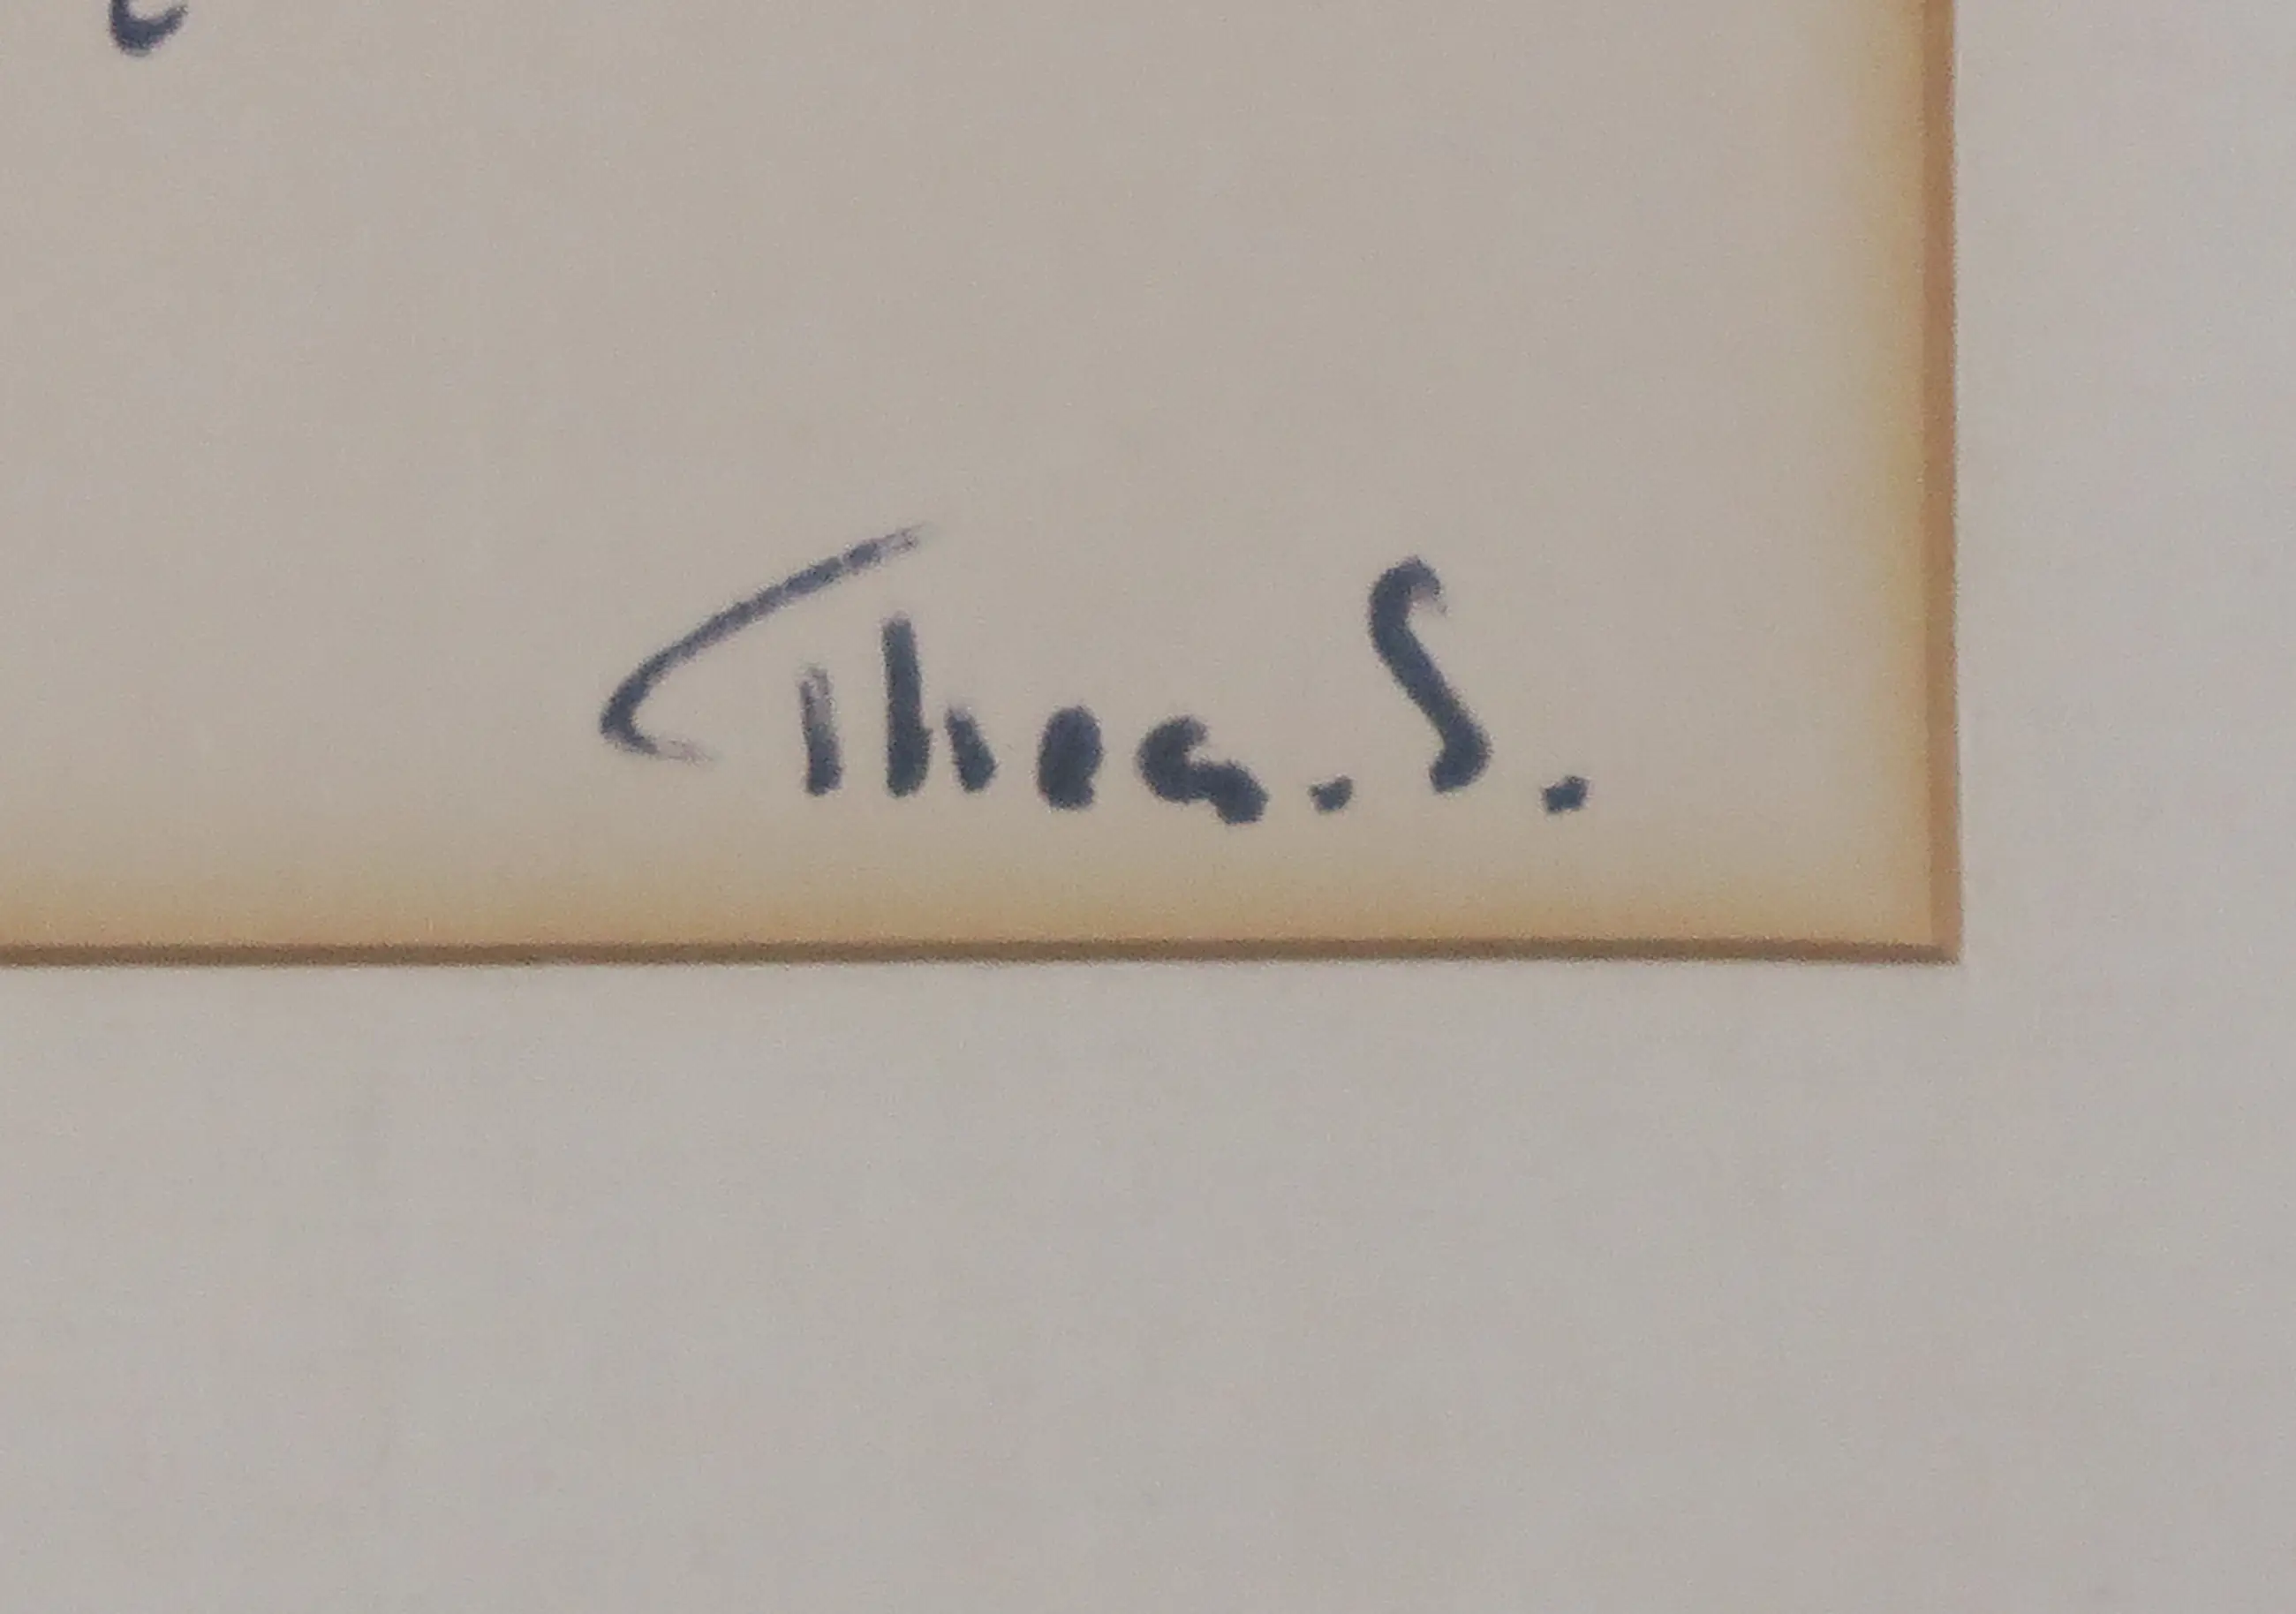 Thea. S.